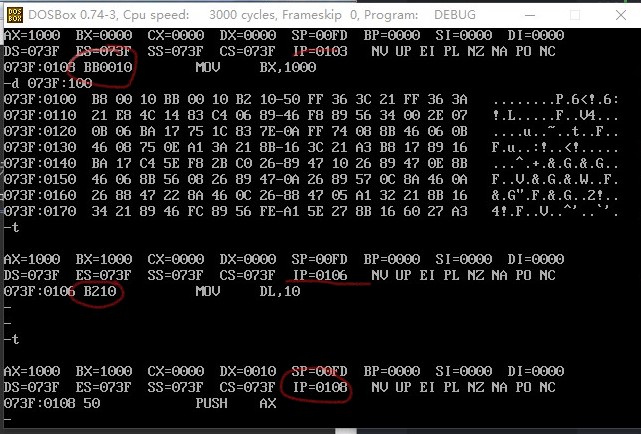 DOS BOX DOSBox 0.74-3, Cpu speed: 3000 cycles, Frameskip 0, Program: DEBUG
AX=1000 BX=0000 CX=0000 DX=0000 SP=00FD BP=0000 SI=0000 DI=0000
DS=073F ES=073F SS=073F CS=073F IP=0103 NV UP EI PL NZ NA PO NC
073F:0103 BB0010 MOV BX,1000
-d 073F:100
073F:0100 B8 00 10 BB 00 10 B2 10-50 FF 36 3C 21 FF 36 3A ........P.6<!.6:
073F:0110 21 E8 4C 14 83 C4 06 89-46 F8 89 56 34 00 2E 07 !.L.....F..V4...
073F:0120 0B 06 BA 17 75 1C 83 7E-0A FF 74 08 8B 46 06 0B ....u..~..t..F..
073F:0130 46 08 75 0E A1 3A 21 8B-16 3C 21 A3 B8 17 89 16 F.u..:!..<!.....
073F:0140 BA 17 C4 5E F8 2B C0 26-89 47 10 26 89 47 0E 8B ...^.+.&.G.&.G..
073F:0150 46 06 8B 56 08 26 89 47-0A 26 89 57 0C 8A 46 0A F..V.&.G.&.W..F.
073F:0160 26 88 47 22 8A 46 0C 26-88 47 05 A1 32 21 8B 16 &.G".F.&.G..2!..
073F:0170 34 21 89 46 FC 89 56 FE-A1 5E 27 8B 16 60 27 A3 4!.F..V..^'..`'.
-t
AX=1000 BX=1000 CX=0000 DX=0000 SP=00FD BP=0000 SI=0000 DI=0000
DS=073F ES=073F SS=073F CS=073F IP=0106 NV UP EI PL NZ NA PO NC
073F:0106 B210 MOV DL,10
-
-
-t
AX=1000 BX=1000 CX=0000 DX=0010 SP=00FD BP=0000 SI=0000 DI=0000
DS=073F ES=073F SS=073F CS=073F IP=0108 NV UP EI PL NZ NA PO NC
073F:0108 50 PUSH AX
-